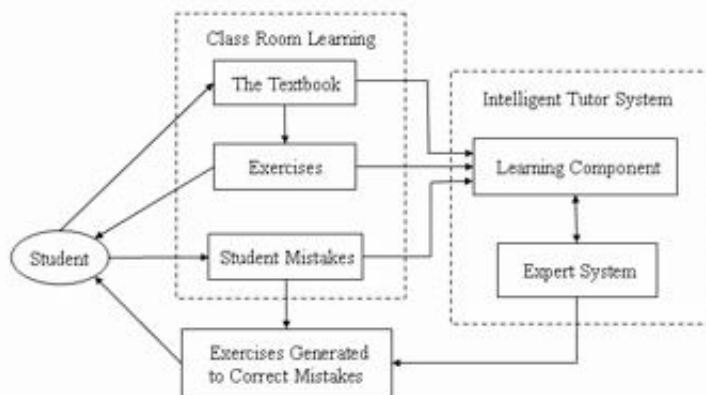 Class Room Learning
The Textbook
Intelligent Tutor System
Exercises
Learning Component
Student
Student Mistakes
Expert System
Exercises Generated
to Correct Mistakes